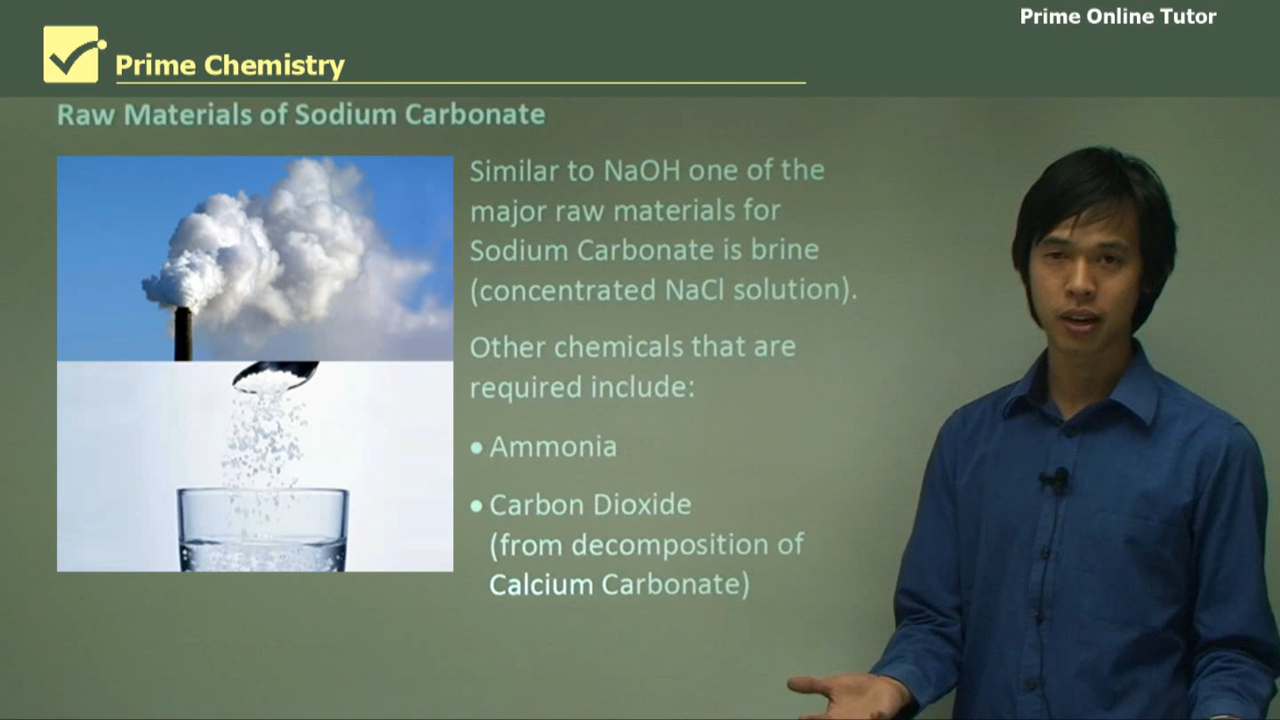 Prime Online Tutor
Prime Chemistry
Raw Materials of Sodium Carbonate
Similar to NaOH one of the
major raw materials for
Sodium Carbonate is brine
(concentrated NaCl solution).
Other chemicals that are
required include:
• Ammonia
• Carbon Dioxide
(from decomposition of
Calcium Carbonate)